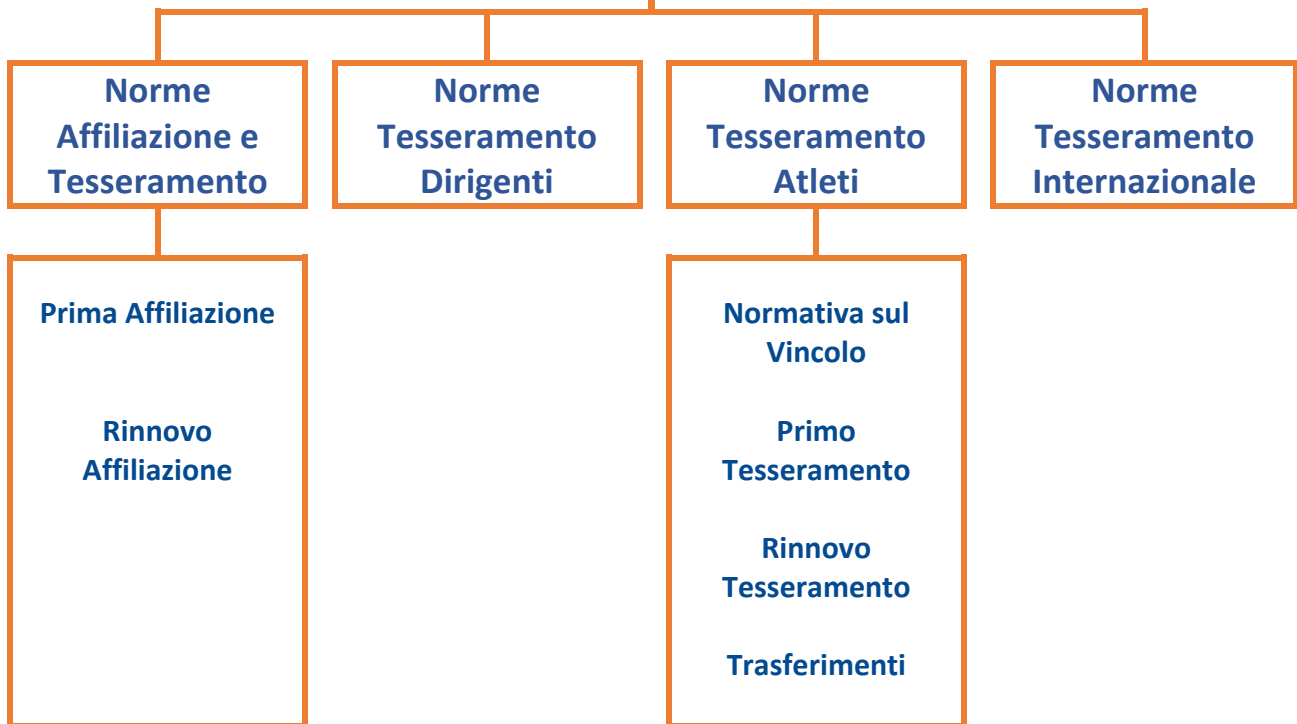 Norme
Affiliazione e
Tesseramento
Norme
Tesseramento
Dirigenti
Norme
Tesseramento
Atleti
Norme
Tesseramento
Internazionale
Prima Affiliazione
Rinnovo
Affiliazione
Normativa sul
Vincolo
Primo
Tesseramento
Rinnovo
Tesseramento
Trasferimenti